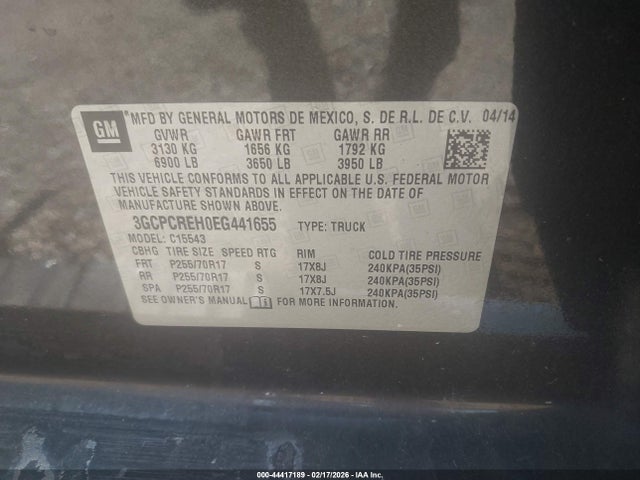 GM
MFD BY GENERAL MOTORS DE MEXICO, S. DE R.L. DE C.V. 04/14
GVWR GAWR FRT GAWR RR
3130 KG 1656 KG 1792 KG
6900 LB 3650 LB 3950 LB
THIS VEHICLE CONFORMS TO ALL APPLICABLE U.S. FEDERAL MOTOR
VEHICLE SAFETY STANDARDS IN EFFECT ON THE DATE OF
MANUFACTURE SHOWN ABOVE.
3GCPCREH0EG441655 TYPE: TRUCK
MODEL: C15543
CBHG TIRE SIZE SPEED RTG RIM COLD TIRE PRESSURE
FRT P255/70R17 S 17X8J 240KPA(35PSI)
RR P255/70R17 S 17X8J 240KPA(35PSI)
SPA P255/70R17 S 17X7.5J 240KPA(35PSI)
SEE OWNER'S MANUAL FOR MORE INFORMATION.
000-44417189 - 02/17/2026 - IAA Inc.